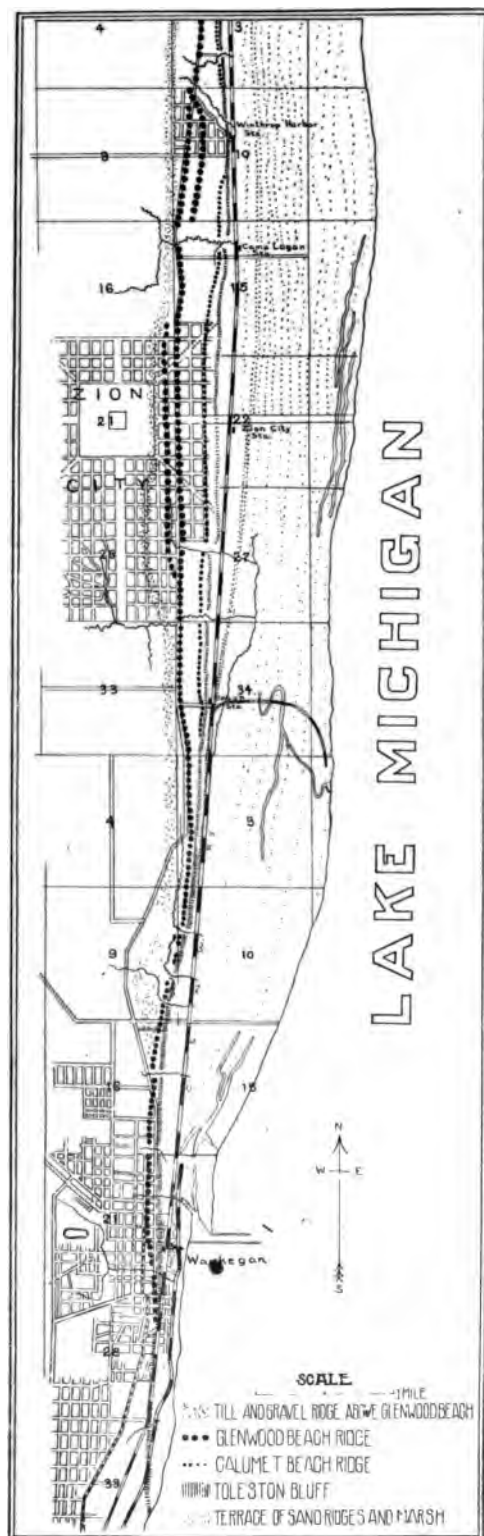 4
3
Winthrop Harbor
Sta.
9
10
Camp Logan
Sta.
16
15
ZION
21
22
Zion City
Sta.
CITY
28
27
33
34
Sta.
4
3
LAKE MICHIGAN
9
10
16
15
N
W E
S
21
Waukegan
28
SCALE
1 MILE
TILL AND GRAVEL RIDGE ABOVE GLENWOOD BEACH
GLENWOOD BEACH RIDGE
CALUMET BEACH RIDGE
TOLESTON BLUFF
33
TERRACE OF SAND RIDGES AND MARSH